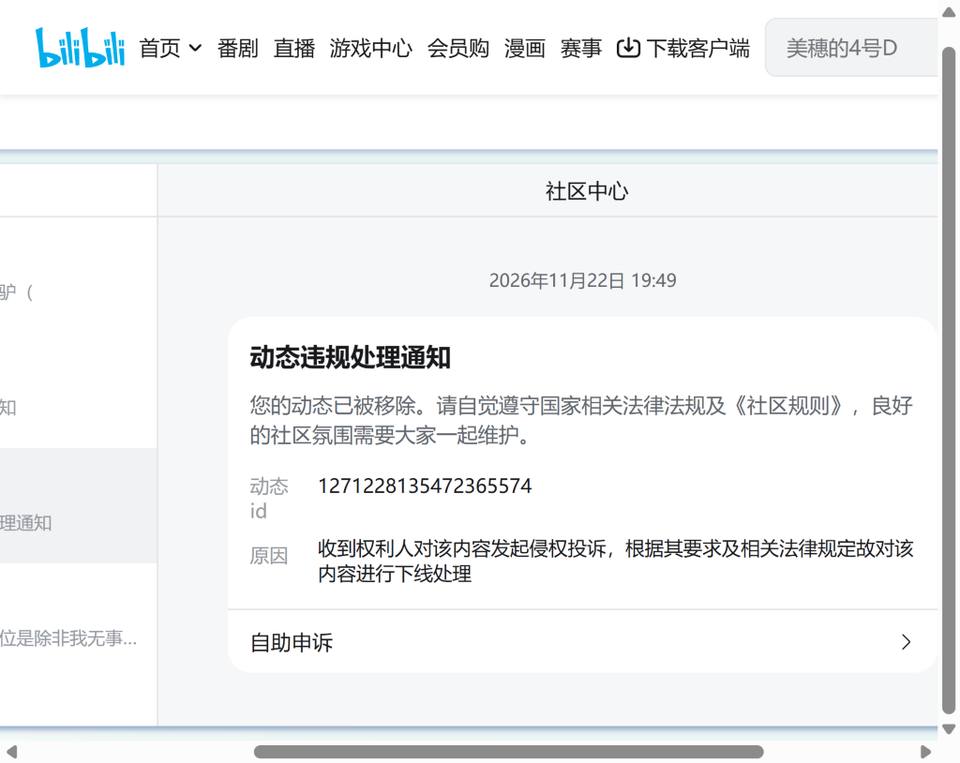 bilibili 首页 番剧 直播 游戏中心 会员购 漫画 赛事 下载客户端 美穗的4号D
社区中心
驴（
知
理通知
位是除非我无事...
2026年11月22日 19:49
动态违规处理通知
您的动态已被移除。请自觉遵守国家相关法律法规及《社区规则》，良好
的社区氛围需要大家一起维护。
动态id 1271228135472365574
原因 收到权利人对该内容发起侵权投诉，根据其要求及相关法律规定故对该
内容进行下线处理
自助申诉